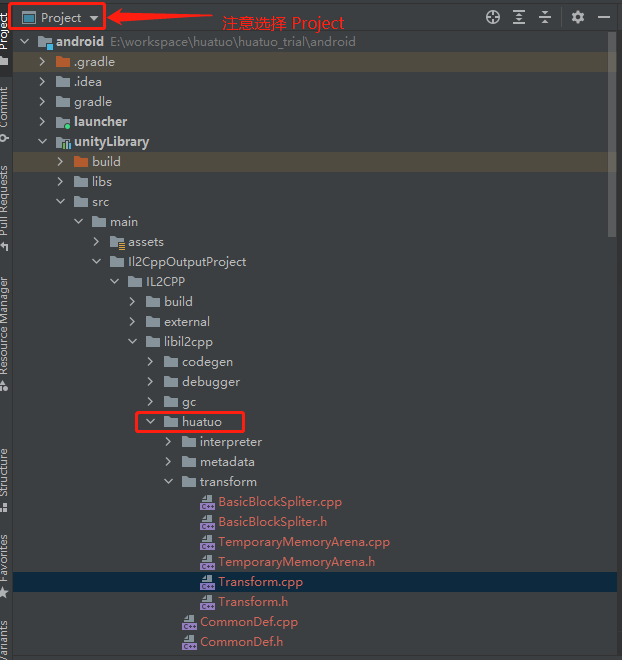 Project
注意选择 Project
android E:\workspace\huatuo\huatuo_trial\android
.gradle
.idea
gradle
launcher
unityLibrary
build
libs
src
main
assets
Il2CppOutputProject
IL2CPP
build
external
libil2cpp
codegen
debugger
gc
huatuo
interpreter
metadata
transform
BasicBlockSpliter.cpp
BasicBlockSpliter.h
TemporaryMemoryArena.cpp
TemporaryMemoryArena.h
Transform.cpp
Transform.h
CommonDef.cpp
CommonDef.h
Project
Commit
Pull Requests
Resource Manager
Structure
Favorites